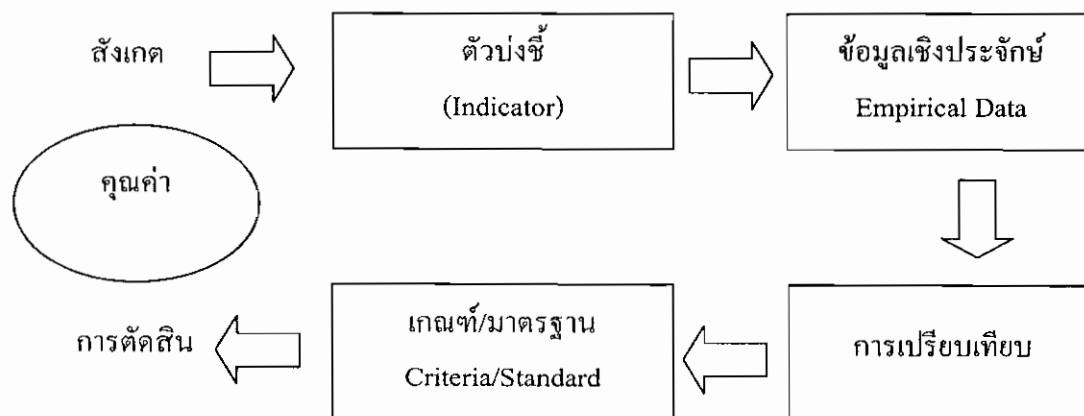 สังเกต
ตัวบ่งชี้
(Indicator)
ข้อมูลเชิงประจักษ์
Empirical Data
คุณค่า
การตัดสิน
เกณฑ์/มาตรฐาน
Criteria/Standard
การเปรียบเทียบ